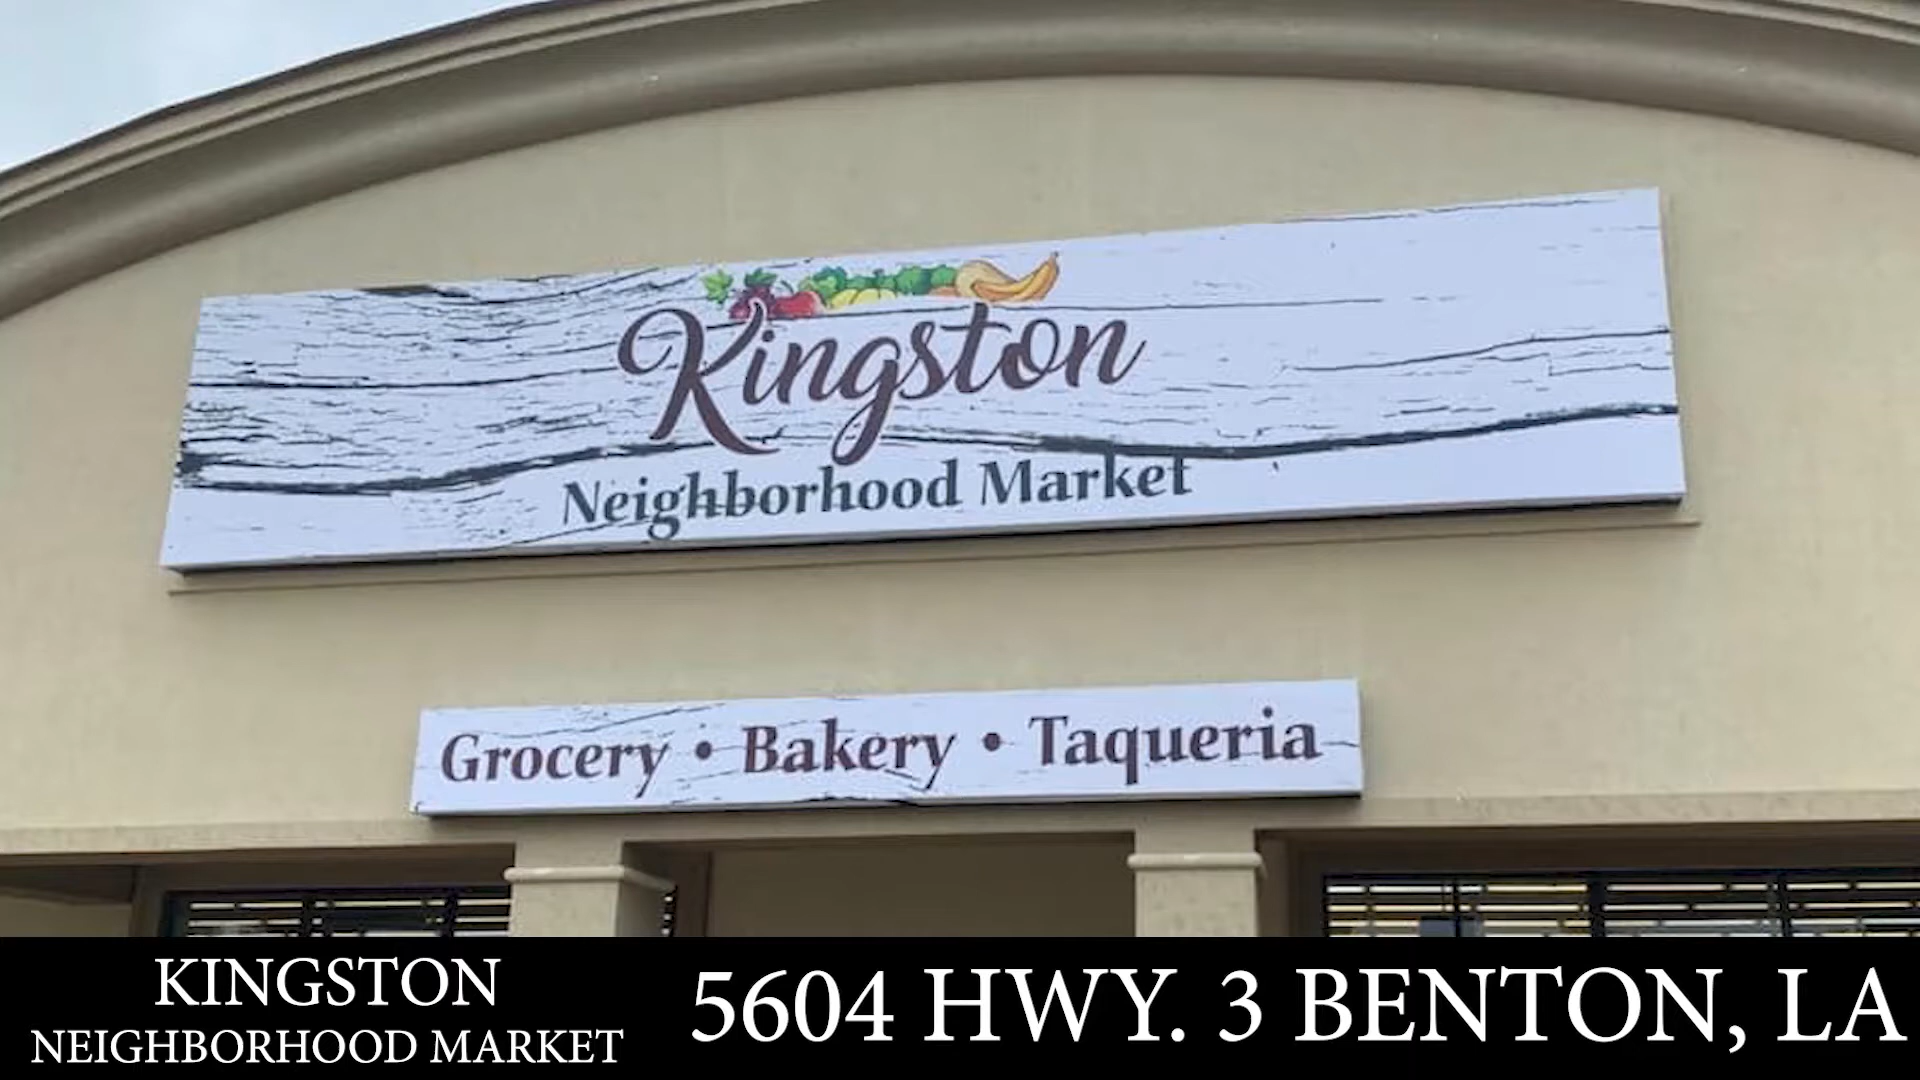 Kingston
Neighborhood Market
Grocery • Bakery • Taqueria
KINGSTON
NEIGHBORHOOD MARKET
5604 HWY. 3 BENTON, LA